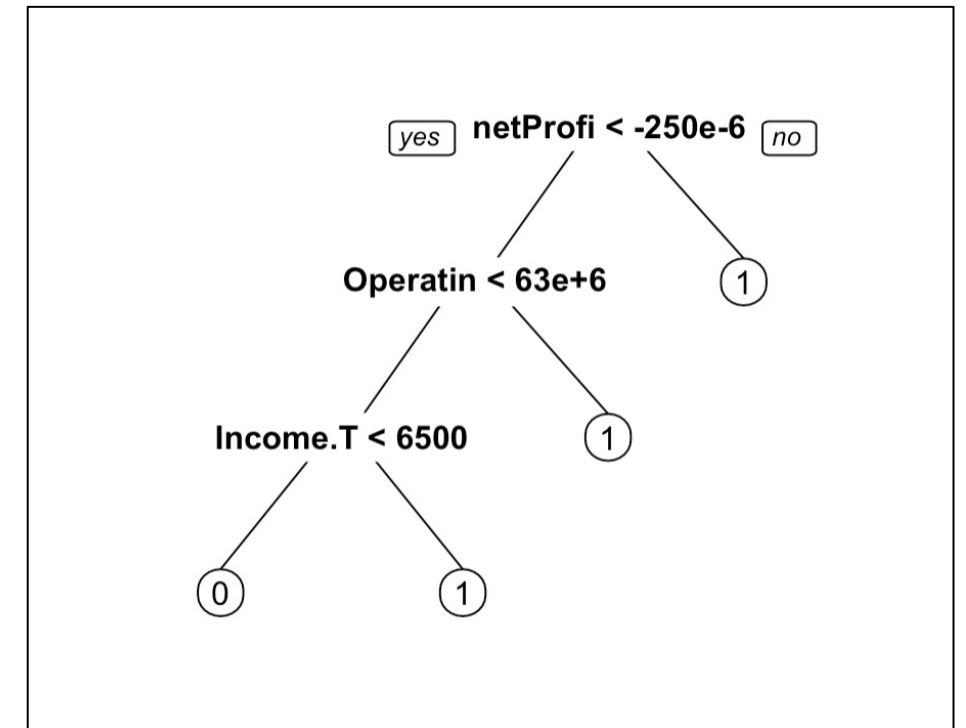 yes netProfi < -250e-6 no
Operatin < 63e+6 1
Income.T < 6500 1
0 1